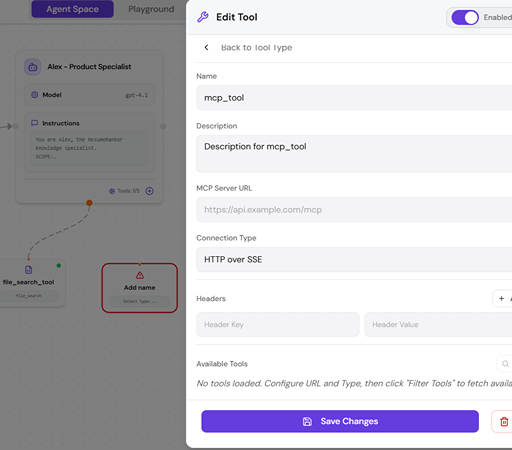 Agent Space
Playground
Alex - Product Specialist
Model
gpt-4.1
Instructions
You are Alex, the ResumeRanker
knowledge specialist.
SCOPE:…
Tools 1/5
file_search_tool
file_search
Add name
Select type...
Edit Tool
Enabled
Back to Tool Type
Name
mcp_tool
Description
Description for mcp_tool
MCP Server URL
https://api.example.com/mcp
Connection Type
HTTP over SSE
Headers
+ A
Header Key
Header Value
Available Tools
No tools loaded. Configure URL and Type, then click "Filter Tools" to fetch availa
Save Changes